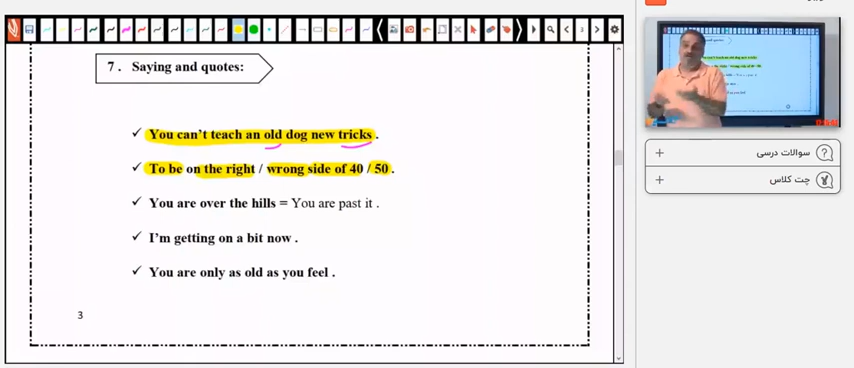 7 . Saying and quotes:
✓ You can't teach an old dog new tricks .
✓ To be on the right / wrong side of 40 / 50 .
✓ You are over the hills = You are past it .
✓ I'm getting on a bit now .
✓ You are only as old as you feel .
3
3
سوالات درسی
چت کلاس